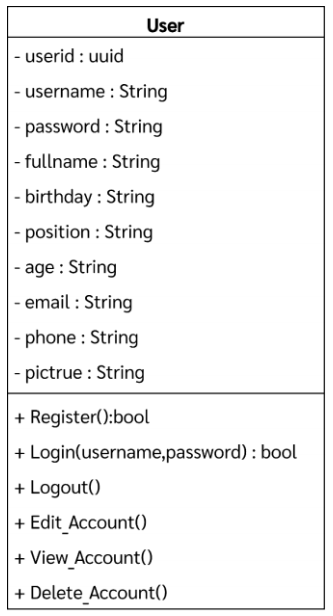 User
- userid : uuid
- username : String
- password : String
- fullname : String
- birthday : String
- position : String
- age : String
- email : String
- phone : String
- pictrue : String
+ Register():bool
+ Login(username,password) : bool
+ Logout()
+ Edit_Account()
+ View_Account()
+ Delete_Account()